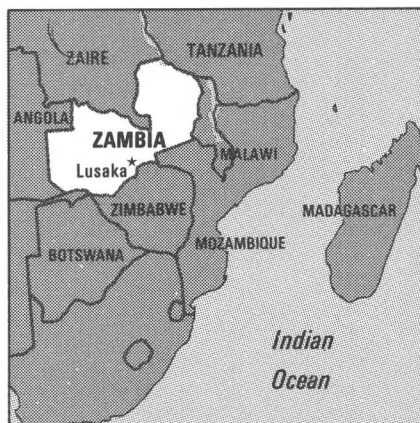 ZAIRE
TANZANIA
ANGOLA
ZAMBIA
Lusaka
MALAWI
ZIMBABWE
MADAGASCAR
MOZAMBIQUE
BOTSWANA
Indian
Ocean